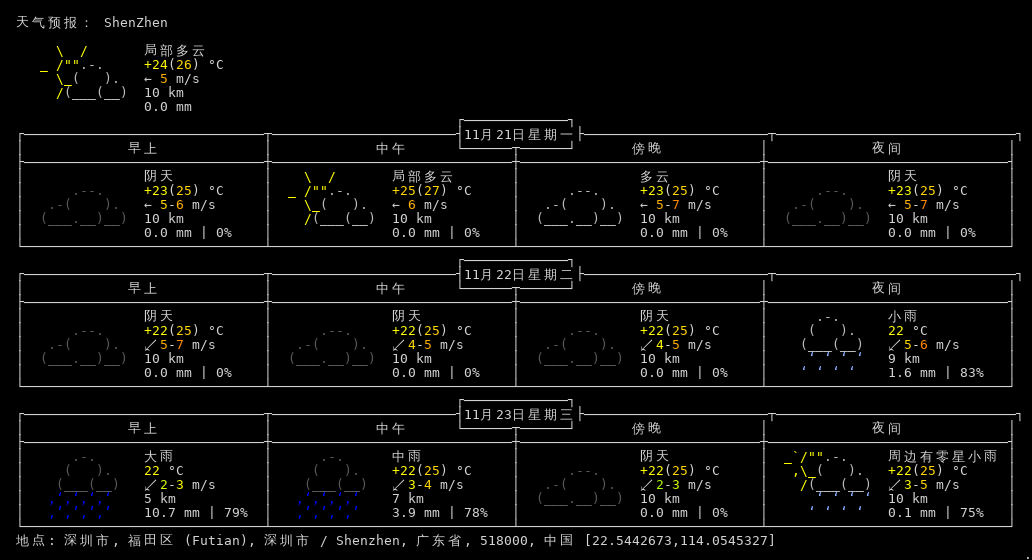 天气预报: ShenZhen
局部多云
+24(26) °C
← 5 m/s
10 km
0.0 mm
11月21日星期一
早上 中午 傍晚 夜间
阴天 局部多云 多云 阴天
+23(25) °C +25(27) °C +23(25) °C +23(25) °C
← 5-6 m/s ← 6 m/s ← 5-7 m/s ← 5-7 m/s
10 km 10 km 10 km 10 km
0.0 mm | 0% 0.0 mm | 0% 0.0 mm | 0% 0.0 mm | 0%
11月22日星期二
早上 中午 傍晚 夜间
阴天 阴天 阴天 小雨
+22(25) °C +22(25) °C +22(25) °C 22 °C
↙5-7 m/s ↙4-5 m/s ↙4-5 m/s ↙5-6 m/s
10 km 10 km 10 km 9 km
0.0 mm | 0% 0.0 mm | 0% 0.0 mm | 0% 1.6 mm | 83%
11月23日星期三
早上 中午 傍晚 夜间
大雨 中雨 阴天 周边有零星小雨
22 °C +22(25) °C +22(25) °C +22(25) °C
↙2-3 m/s ↙3-4 m/s ↙2-3 m/s ↙3-5 m/s
5 km 7 km 10 km 10 km
10.7 mm | 79% 3.9 mm | 78% 0.0 mm | 0% 0.1 mm | 75%
地点: 深圳市, 福田区 (Futian), 深圳市 / Shenzhen, 广东省, 518000, 中国 [22.5442673,114.0545327]